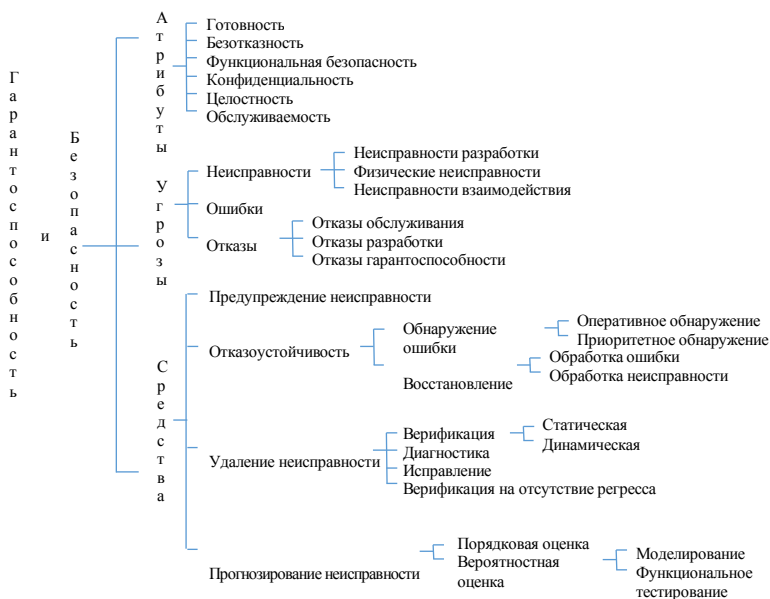 Гарантоспособность
и
Безопасность
Атрибуты
Готовность
Безотказность
Функциональная безопасность
Конфиденциальность
Целостность
Обслуживаемость
Угрозы
Неисправности
Неисправности разработки
Физические неисправности
Неисправности взаимодействия
Ошибки
Отказы
Отказы обслуживания
Отказы разработки
Отказы гарантоспособности
Средства
Предупреждение неисправности
Отказоустойчивость
Обнаружение
ошибки
Оперативное обнаружение
Приоритетное обнаружение
Восстановление
Обработка ошибки
Обработка неисправности
Удаление неисправности
Верификация
Статическая
Динамическая
Диагностика
Исправление
Верификация на отсутствие регресса
Прогнозирование неисправности
Порядковая оценка
Вероятностная
оценка
Моделирование
Функциональное
тестирование